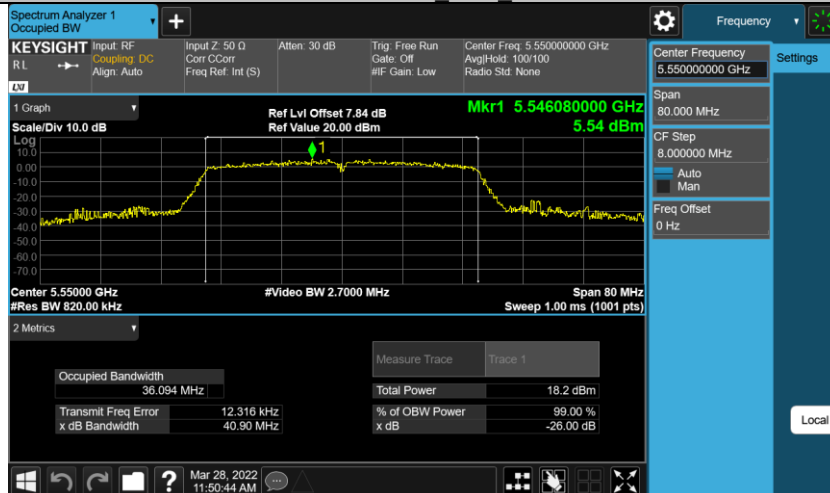 Spectrum Analyzer 1
Occupied BW
+
Frequency
KEYSIGHT
RL
LXI
Input: RF
Coupling: DC
Align: Auto
Input Z: 50 Ω
Corr CCorr
Freq Ref: Int (S)
Atten: 30 dB
Trig: Free Run
Gate: Off
#IF Gain: Low
Center Freq: 5.550000000 GHz
Avg|Hold: 100/100
Radio Std: None
Center Frequency
5.550000000 GHz
Settings
Span
80.000 MHz
CF Step
8.000000 MHz
Auto
Man
Freq Offset
0 Hz
Local
1 Graph
Scale/Div 10.0 dB
Ref Lvl Offset 7.84 dB
Ref Value 20.00 dBm
Mkr1 5.546080000 GHz
5.54 dBm
Log
10.0
0.00
-10.0
-20.0
-30.0
-40.0
-50.0
-60.0
-70.0
1
Center 5.55000 GHz
#Res BW 820.00 kHz
#Video BW 2.7000 MHz
Span 80 MHz
Sweep 1.00 ms (1001 pts)
2 Metrics
Measure Trace Trace 1
Occupied Bandwidth
36.094 MHz
Total Power 18.2 dBm
Transmit Freq Error 12.316 kHz
% of OBW Power 99.00 %
x dB Bandwidth 40.90 MHz
x dB -26.00 dB
?
Mar 28, 2022
11:50:44 AM